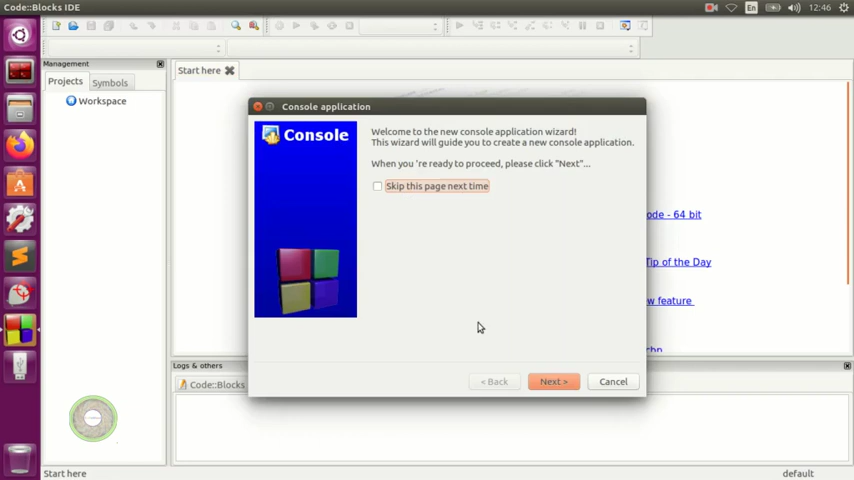 Code::Blocks IDE
En
12:46
Management
Projects
Symbols
Workspace
Start here
Console application
Console
Welcome to the new console application wizard!
This wizard will guide you to create a new console application.
When you 're ready to proceed, please click "Next"...
Skip this page next time
ode - 64 bit
Tip of the Day
w feature
< Back
Next >
Cancel
Logs & others
Code::Blocks
Start here
default